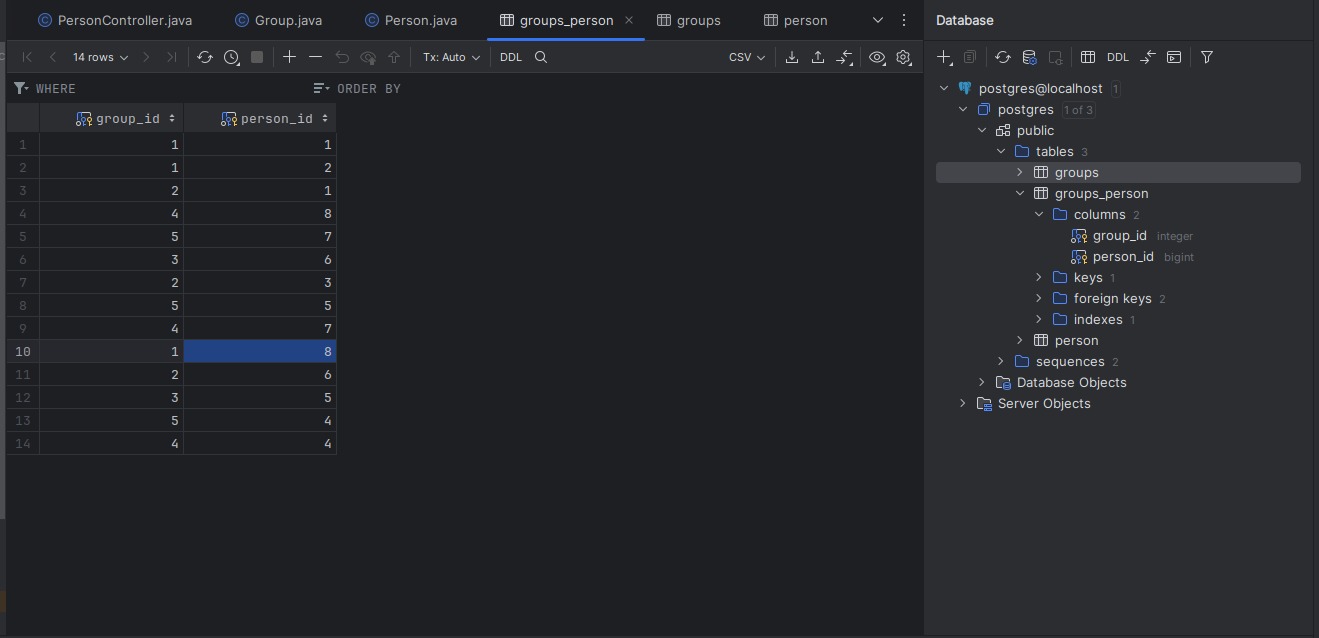 PersonController.java Group.java Person.java groups_person groups person
14 rows Tx: Auto DDL CSV
WHERE ORDER BY
group_id person_id
1 1 1
2 1 2
3 2 1
4 4 8
5 5 7
6 3 6
7 2 3
8 5 5
9 4 7
10 1 8
11 2 6
12 3 5
13 5 4
14 4 4
Database
DDL
postgres@localhost 1
postgres 1 of 3
public
tables 3
groups
groups_person
columns 2
group_id integer
person_id bigint
keys 1
foreign keys 2
indexes 1
person
sequences 2
Database Objects
Server Objects